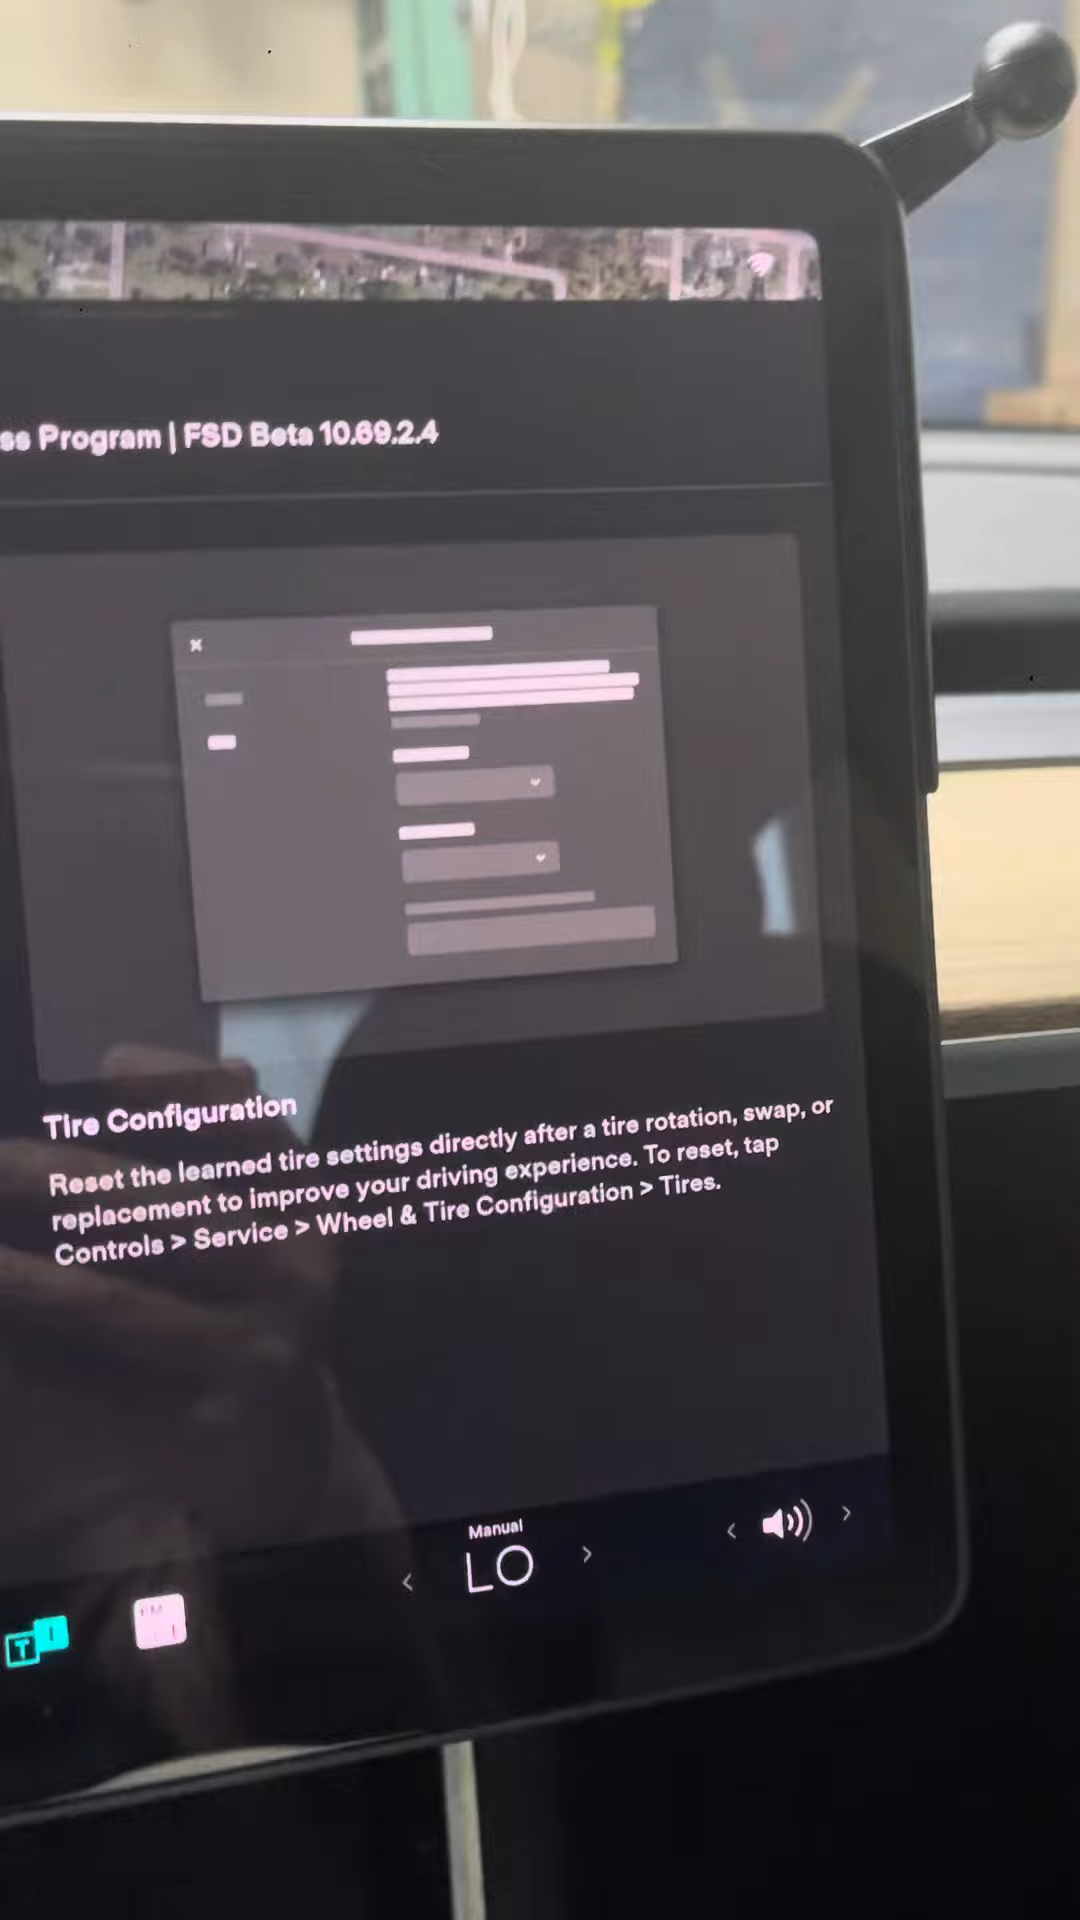 ss Program | FSD Beta 10.69.2.4
Tire Configuration
Reset the learned tire settings directly after a tire rotation, swap, or
replacement to improve your driving experience. To reset, tap
Controls > Service > Wheel & Tire Configuration > Tires.
Manual
< LO >
< >
T I